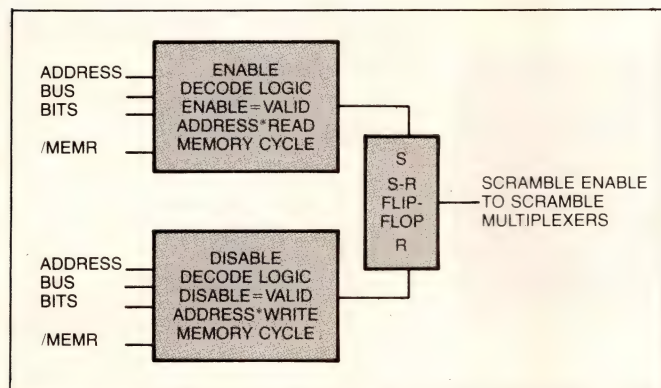 ADDRESS
BUS
BITS
/MEMR
ENABLE
DECODE LOGIC
ENABLE=VALID
ADDRESS*READ
MEMORY CYCLE
S
S-R
FLIP-
FLOP
R
SCRAMBLE ENABLE
TO SCRAMBLE
MULTIPLEXERS
ADDRESS
BUS
BITS
/MEMR
DISABLE
DECODE LOGIC
DISABLE=VALID
ADDRESS*WRITE
MEMORY CYCLE